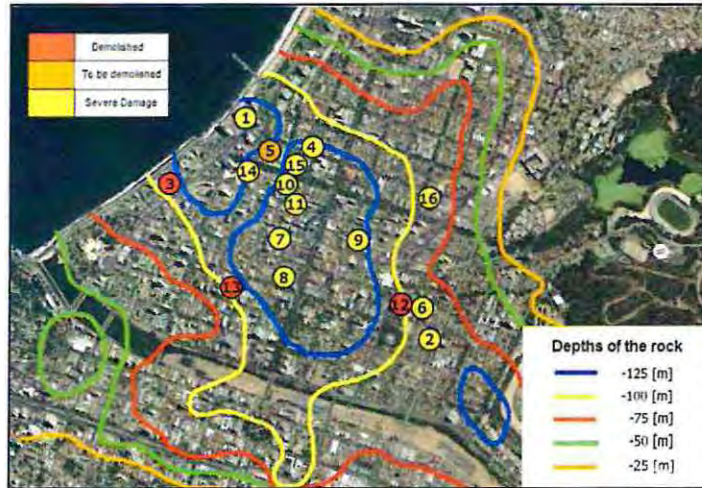 Demolished
To be demolished
Severe Damage
1
5
4
15
14
3
10
11
16
7
9
8
13
12
6
2
Depths of the rock
-125 [m]
-100 [m]
-75 [m]
-50 [m]
-25 [m]